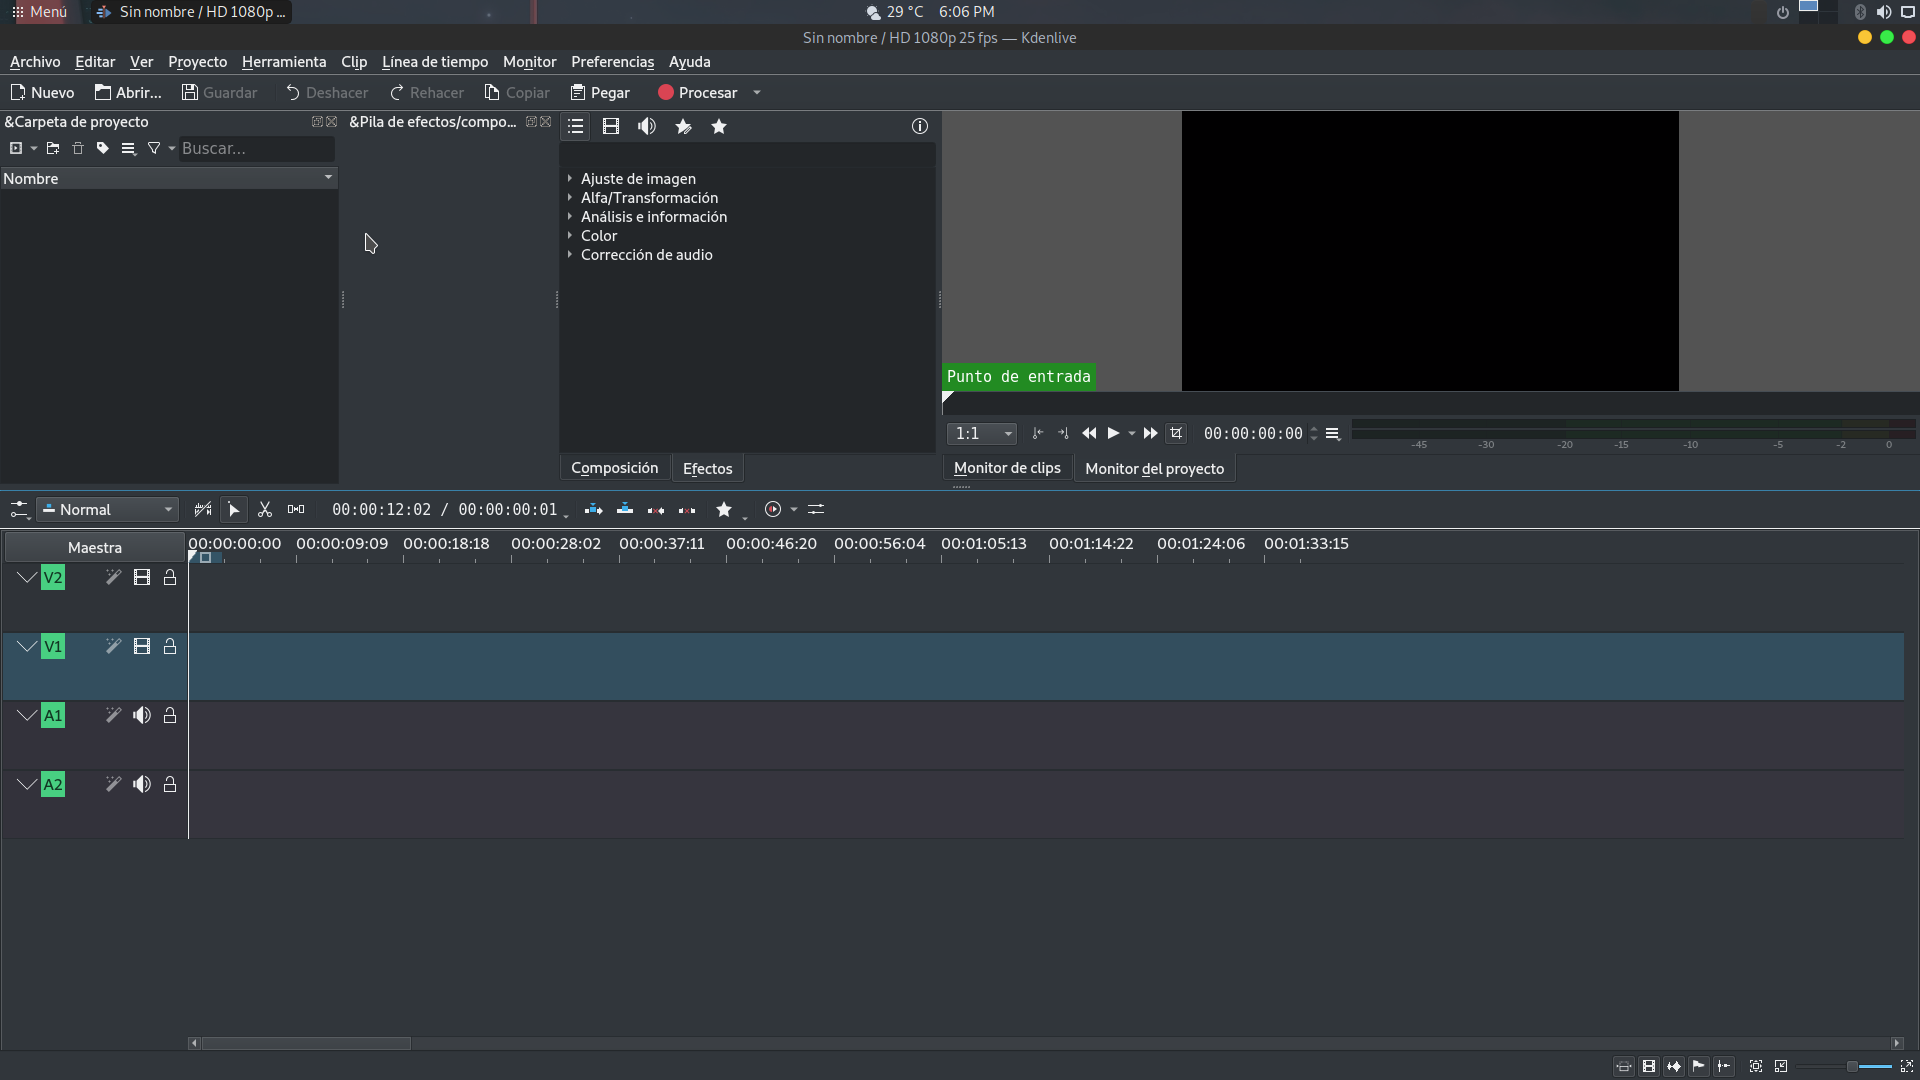 Menú
Sin nombre / HD 1080p ...
29 °C 6:06 PM
Sin nombre / HD 1080p 25 fps — Kdenlive
Archivo Editar Ver Proyecto Herramienta Clip Línea de tiempo Monitor Preferencias Ayuda
Nuevo Abrir... Guardar Deshacer Rehacer Copiar Pegar Procesar
&Carpeta de proyecto
&Pila de efectos/compo...
Buscar...
Nombre
Ajuste de imagen
Alfa/Transformación
Análisis e información
Color
Corrección de audio
Composición Efectos
Punto de entrada
1:1 00:00:00:00
-45 -30 -20 -15 -10 -5 -2 0
Monitor de clips Monitor del proyecto
Normal 00:00:12:02 / 00:00:00:01
Maestra
00:00:00:00 00:00:09:09 00:00:18:18 00:00:28:02 00:00:37:11 00:00:46:20 00:00:56:04 00:01:05:13 00:01:14:22 00:01:24:06 00:01:33:15
V2
V1
A1
A2